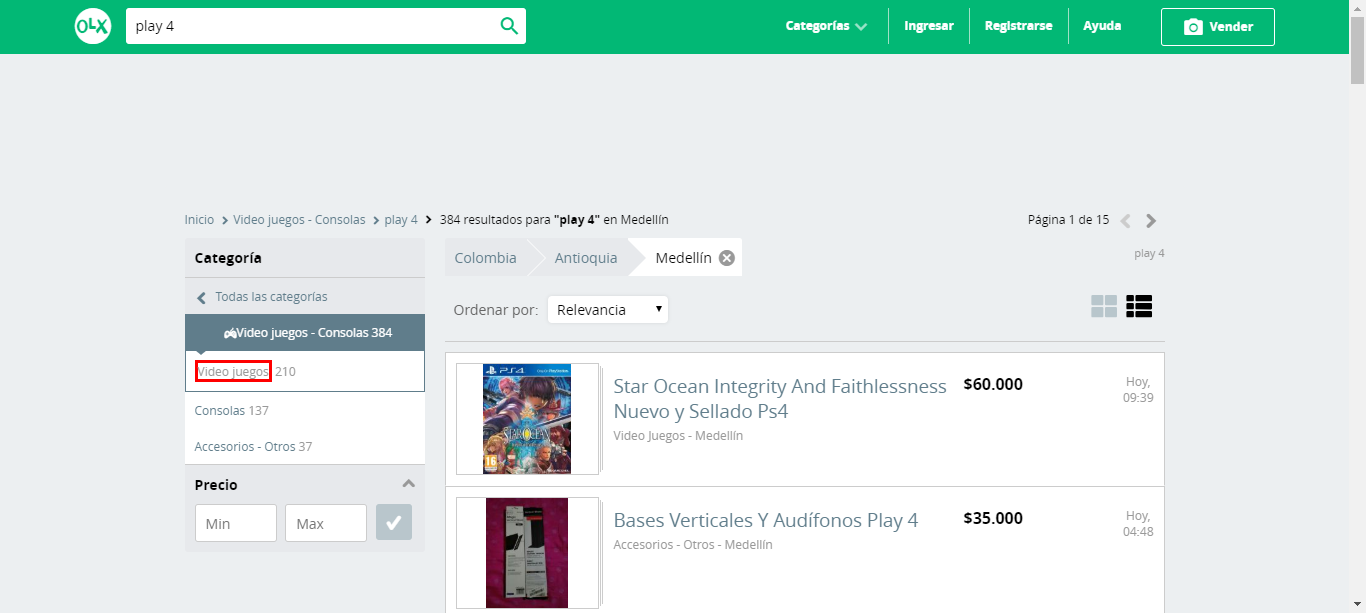 OLX
play 4
Categorías
Ingresar
Registrarse
Ayuda
Vender
Inicio > Video juegos - Consolas > play 4 > 384 resultados para "play 4" en Medellín
Página 1 de 15
Categoría
Todas las categorías
Video juegos - Consolas 384
Video juegos 210
Consolas 137
Accesorios - Otros 37
Precio
Min
Max
Colombia
Antioquia
Medellín
play 4
Ordenar por:
Relevancia
PS4
STAR OCEAN
16
Star Ocean Integrity And Faithlessness
Nuevo y Sellado Ps4
Video Juegos - Medellín
$60.000
Hoy,
09:39
Bases Verticales Y Audífonos Play 4
Accesorios - Otros - Medellín
$35.000
Hoy,
04:48